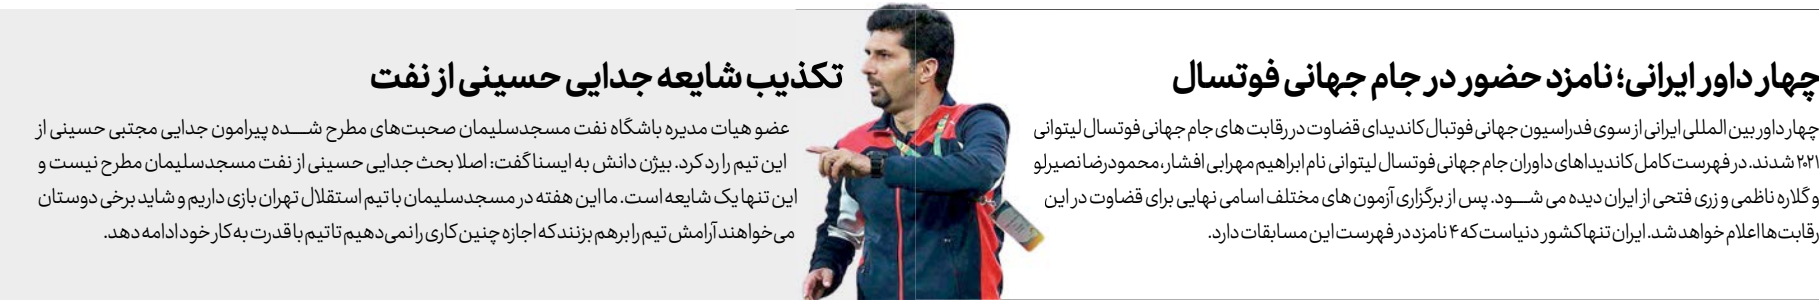 چهار داور ایرانی؛ نامزد حضور در جام جهانی فوتسال
چهار داور بین المللی ایرانی از سوی فدراسیون جهانی فوتبال کاندیدای قضاوت در رقابت های جام جهانی فوتسال لیتوانی
۲۰۲۱ شدند. در فهرست کامل کاندیداهای داوران جام جهانی فوتسال لیتوانی نام ابراهیم مهرابی افشار، محمودرضا نصیرلو
و گلاره ناظمی و زری فتحی از ایران دیده می شـــود. پس از برگزاری آزمون های مختلف اسامی نهایی برای قضاوت در این
رقابت‌ها اعلام خواهد شد. ایران تنها کشور دنیاست که ۴ نامزد در فهرست این مسابقات دارد.
تکذیب شایعه جدایی حسینی از نفت
عضو هیات مدیره باشگاه نفت مسجدسلیمان صحبت‌های مطرح شـــده پیرامون جدایی مجتبی حسینی از
این تیم را رد کرد. بیژن دانش به ایسنا گفت: اصلا بحث جدایی حسینی از نفت مسجدسلیمان مطرح نیست و
این تنها یک شایعه است. ما این هفته در مسجدسلیمان با تیم استقلال تهران بازی داریم و شاید برخی دوستان
می‌خواهند آرامش تیم را برهم بزنند که اجازه چنین کاری را نمی‌دهیم تا تیم با قدرت به کار خود ادامه دهد.